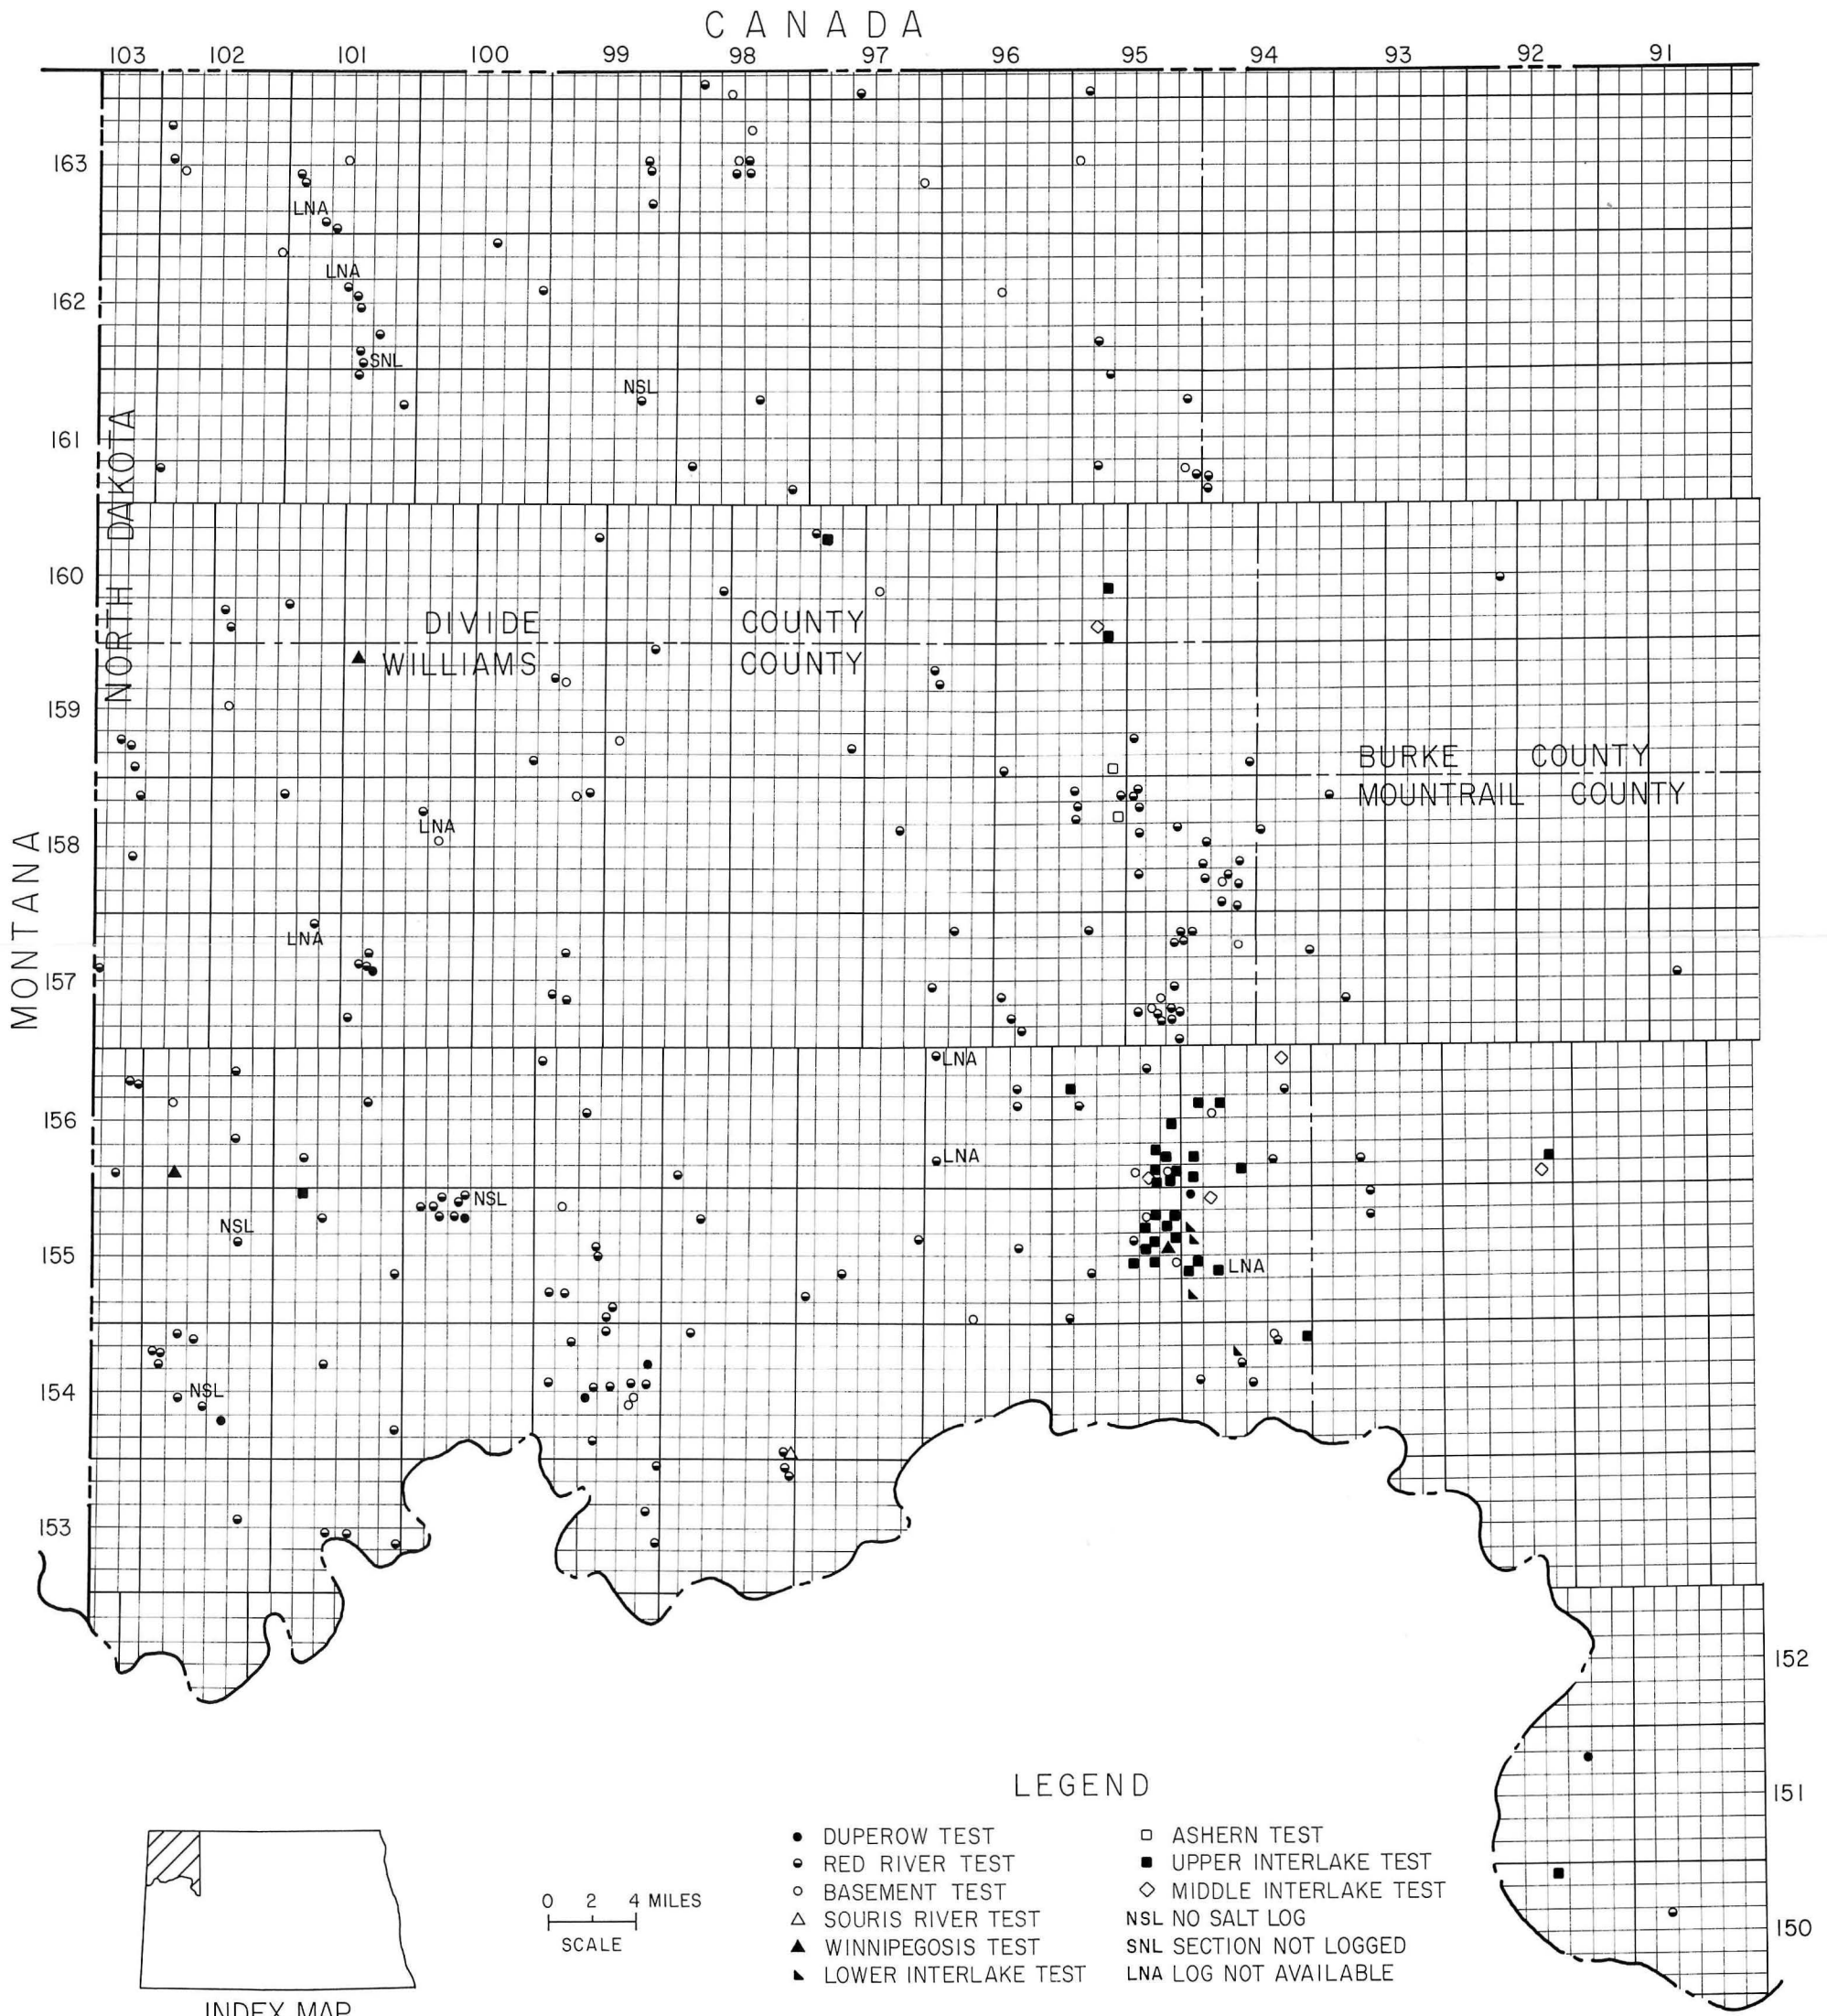 CANADA
103 102 101 100 99 98 97 96 95 94 93 92 91
163
LNA
LNA
162
SNL
NSL
161
NORTH DAKOTA
160
DIVIDE COUNTY
WILLIAMS COUNTY
159
BURKE COUNTY
MOUNTRAIL COUNTY
LNA
158
MONTANA
LNA
157
LNA
156
LNA
NSL
NSL
155
LNA
NSL
154
153
152
151
150
LEGEND
DUPEROW TEST
RED RIVER TEST
BASEMENT TEST
SOURIS RIVER TEST
WINNIPEGOSIS TEST
LOWER INTERLAKE TEST
ASHERN TEST
UPPER INTERLAKE TEST
MIDDLE INTERLAKE TEST
NSL NO SALT LOG
SNL SECTION NOT LOGGED
LNA LOG NOT AVAILABLE
0 2 4 MILES
SCALE
INDEX MAP